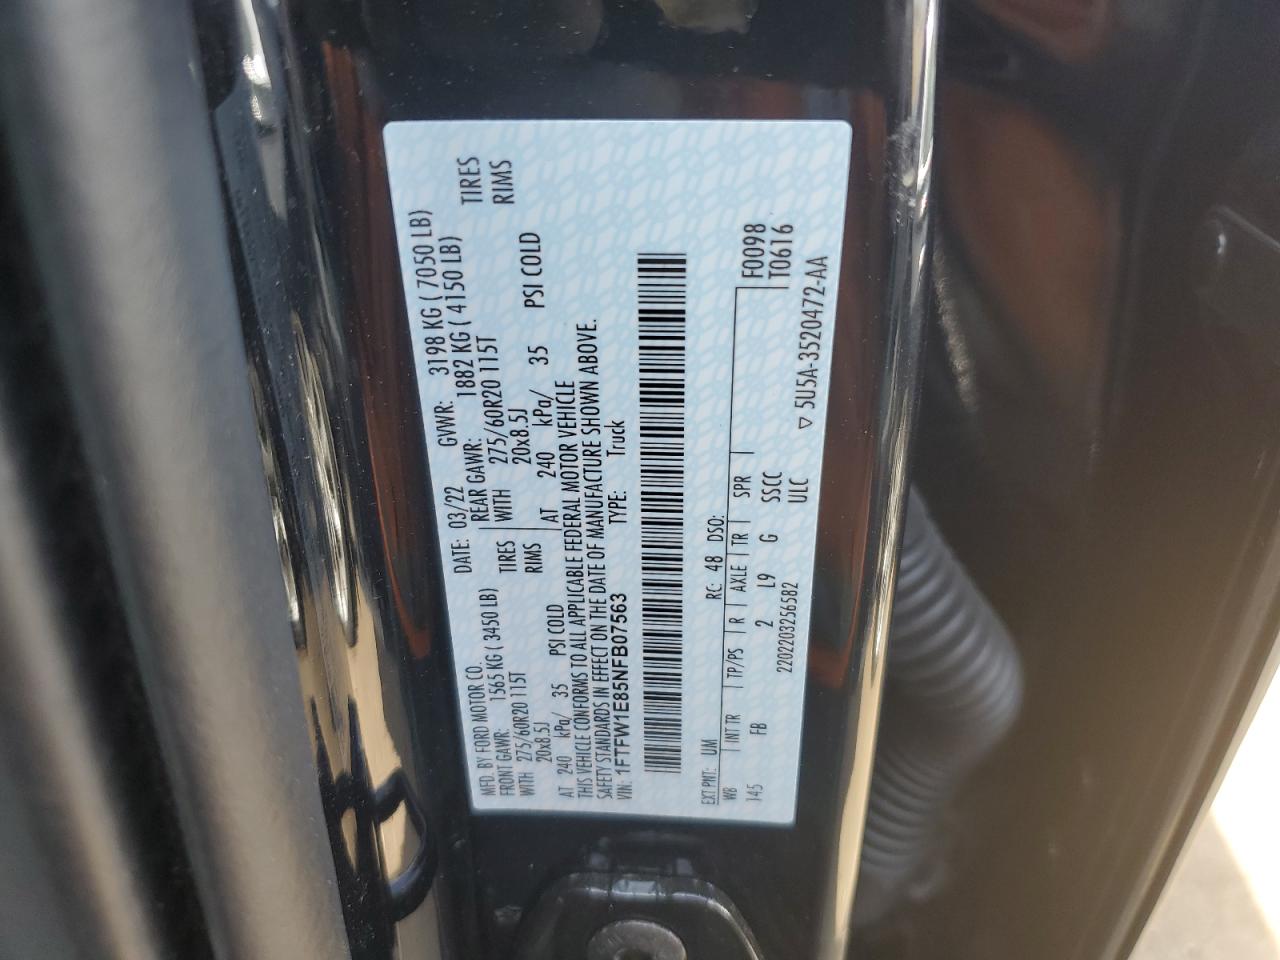 MFD. BY FORD MOTOR CO.
DATE: 03/22 GVWR: 3198 KG ( 7050 LB)
FRONT GAWR: 1565 KG ( 3450 LB) REAR GAWR: 1882 KG ( 4150 LB)
WITH 275/60R20 115T TIRES WITH 275/60R20 115T TIRES
20x8.5J RIMS 20x8.5J RIMS
AT 240 kPa/ 35 PSI COLD AT 240 kPa/ 35 PSI COLD
THIS VEHICLE CONFORMS TO ALL APPLICABLE FEDERAL MOTOR VEHICLE
SAFETY STANDARDS IN EFFECT ON THE DATE OF MANUFACTURE SHOWN ABOVE.
VIN: 1FTFW1E85NFB07563 TYPE: Truck
EXT PNT: UM RC: 48 DSO: F0098
WB INT TR TP/PS R AXLE TR SPR T0616
145 FB 2 L9 G SSCC
2202203256582 ULC ▽ 5U5A-3520472-AA